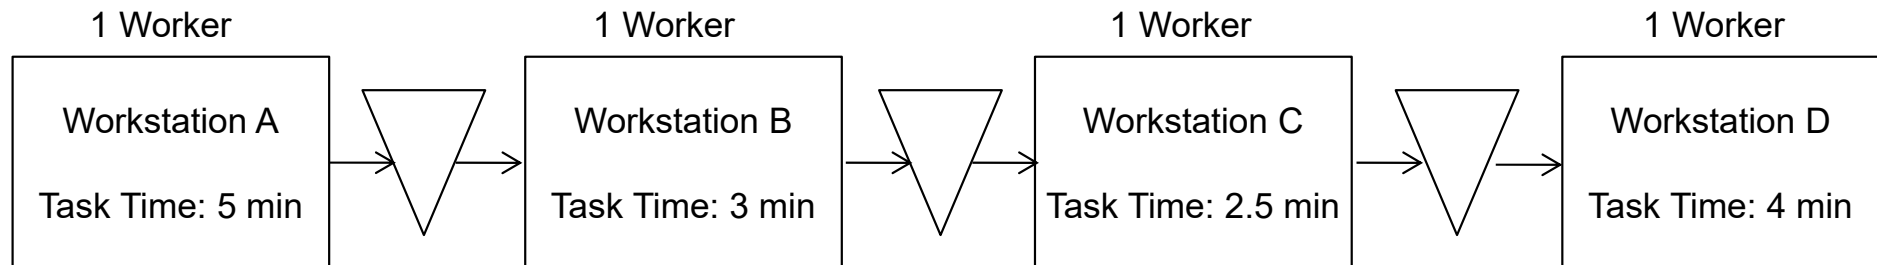 1 Worker
1 Worker
1 Worker
1 Worker
Workstation A
Workstation B
Workstation C
Workstation D
Task Time: 5 min
Task Time: 3 min
Task Time: 2.5 min
Task Time: 4 min